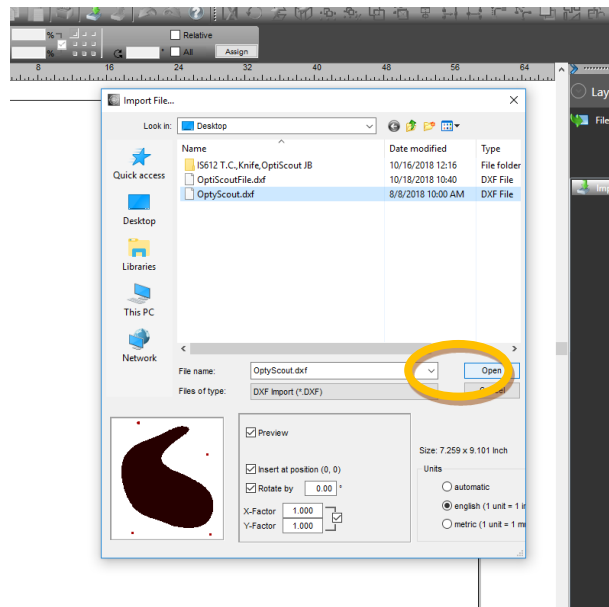 % Relative
% ° All Assign
8 16 24 32 40 48 56 64
Import File...
Lay
Look in: Desktop
File
Name Date modified Type
IS612 T.C.,Knife,OptiScout JB 10/16/2018 12:16 File folder
OptiScoutFile.dxf 10/18/2018 10:40 DXF File
OptyScout.dxf 8/8/2018 10:00 AM DXF File
Imp
Quick access
Desktop
Libraries
This PC
Network
File name: OptyScout.dxf Open
Files of type: DXF Import (*.DXF) Cancel
Preview
Size: 7.259 x 9.101 Inch
Insert at position (0, 0) Units
Rotate by 0.00 ° automatic
X-Factor 1.000 english (1 unit = 1 in
Y-Factor 1.000 metric (1 unit = 1 m